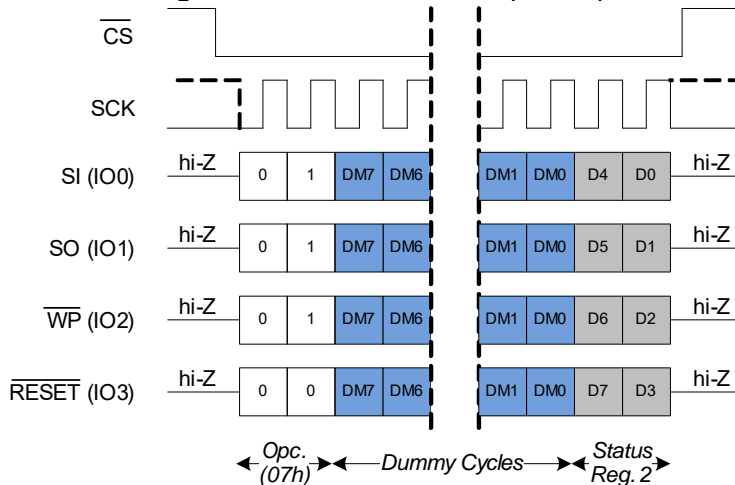 CS
SCK
SI (IO0) hi-Z 0 1 DM7 DM6 DM1 DM0 D4 D0 hi-Z
SO (IO1) hi-Z 0 1 DM7 DM6 DM1 DM0 D5 D1 hi-Z
WP (IO2) hi-Z 0 1 DM7 DM6 DM1 DM0 D6 D2 hi-Z
RESET (IO3) hi-Z 0 0 DM7 DM6 DM1 DM0 D7 D3 hi-Z
Opc. Status
(07h) Dummy Cycles Reg. 2